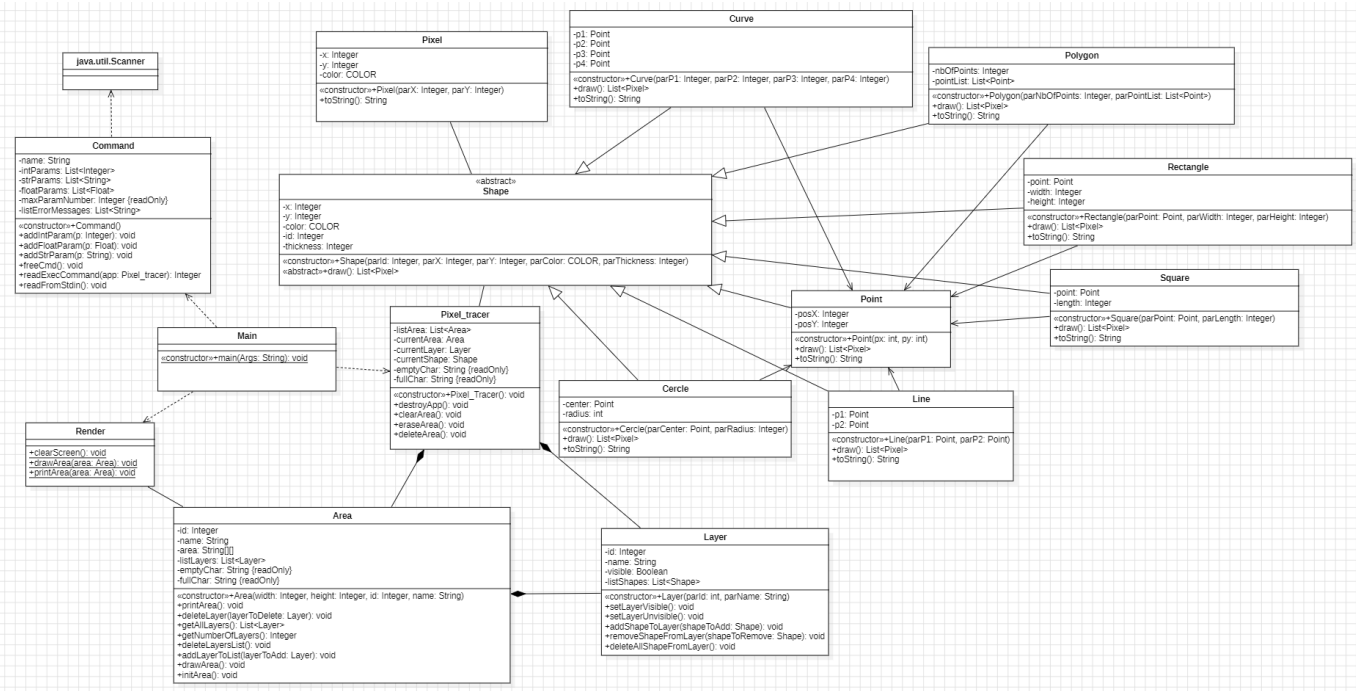 java.util.Scanner
Command
-name: String
-intParams: List<Integer>
-strParams: List<String>
-floatParams: List<Float>
-maxParamNumber: Integer {readOnly}
-listErrorMessages: List<String>
«constructor»+Command()
+addIntParam(p: Integer): void
+addFloatParam(p: Float): void
+addStrParam(p: String): void
+freeCmd(): void
+readExecCommand(app: Pixel_tracer): Integer
+readFromStdin(): void
Pixel
-x: Integer
-y: Integer
-color: COLOR
«constructor»+Pixel(parX: Integer, parY: Integer)
+toString(): String
Curve
-p1: Point
-p2: Point
-p3: Point
-p4: Point
«constructor»+Curve(parP1: Integer, parP2: Integer, parP3: Integer, parP4: Integer)
+draw(): List<Pixel>
+toString(): String
Polygon
-nbOfPoints: Integer
-pointList: List<Point>
«constructor»+Polygon(parNbOfPoints: Integer, parPointList: List<Point>)
+draw(): List<Pixel>
+toString(): String
«abstract»
Shape
-x: Integer
-y: Integer
-color: COLOR
-id: Integer
-thickness: Integer
«constructor»+Shape(parId: Integer, parX: Integer, parY: Integer, parColor: COLOR, parThickness: Integer)
«abstract»+draw(): List<Pixel>
Rectangle
-point: Point
-width: Integer
-height: Integer
«constructor»+Rectangle(parPoint: Point, parWidth: Integer, parHeight: Integer)
+draw(): List<Pixel>
+toString(): String
Square
-point: Point
-length: Integer
«constructor»+Square(parPoint: Point, parLength: Integer)
+draw(): List<Pixel>
+toString(): String
Point
-posX: Integer
-posY: Integer
«constructor»+Point(px: int, py: int)
+draw(): List<Pixel>
+toString(): String
Main
«constructor»+main(Args: String): void
Pixel_tracer
-listArea: List<Area>
-currentArea: Area
-currentLayer: Layer
-currentShape: Shape
-emptyChar: String {readOnly}
-fullChar: String {readOnly}
«constructor»+Pixel_Tracer(): void
+destroyApp(): void
+clearArea(): void
+eraseArea(): void
+deleteArea(): void
Cercle
-center: Point
-radius: int
«constructor»+Cercle(parCenter: Point, parRadius: Integer)
+draw(): List<Pixel>
+toString(): String
Line
-p1: Point
-p2: Point
«constructor»+Line(parP1: Point, parP2: Point)
+draw(): List<Pixel>
+toString(): String
Render
+clearScreen(): void
+drawArea(area: Area): void
+printArea(area: Area): void
Area
-id: Integer
-name: String
-area: String[][]
-listLayers: List<Layer>
-emptyChar: String {readOnly}
-fullChar: String {readOnly}
«constructor»+Area(width: Integer, height: Integer, id: Integer, name: String)
+printArea(): void
+deleteLayer(layerToDelete: Layer): void
+getAllLayers(): List<Layer>
+getNumberOfLayers(): Integer
+deleteLayersList(): void
+addLayerToList(layerToAdd: Layer): void
+drawArea(): void
+initArea(): void
Layer
-id: Integer
-name: String
-visible: Boolean
-listShapes: List<Shape>
«constructor»+Layer(parId: int, parName: String)
+setLayerVisible(): void
+setLayerUnvisible(): void
+addShapeToLayer(shapeToAdd: Shape): void
+removeShapeFromLayer(shapeToRemove: Shape): void
+deleteAllShapeFromLayer(): void